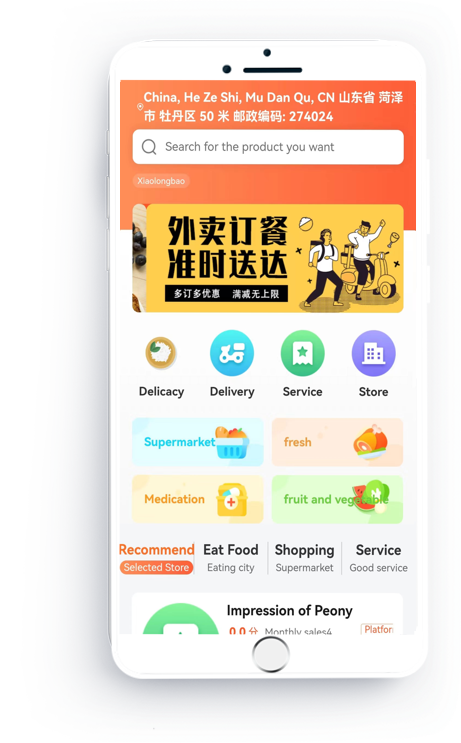 China, He Ze Shi, Mu Dan Qu, CN 山东省 菏泽
市 牡丹区 50 米 邮政编码: 274024
Search for the product you want
Xiaolongbao
外卖订餐
准时送达
多订多优惠 满减无上限
Delicacy Delivery Service Store
Supermarket fresh
Medication fruit and vegetable
Recommend Eat Food Shopping Service
Selected Store Eating city Supermarket Good service
Impression of Peony
0.0 分 Monthly sales4 Platfor